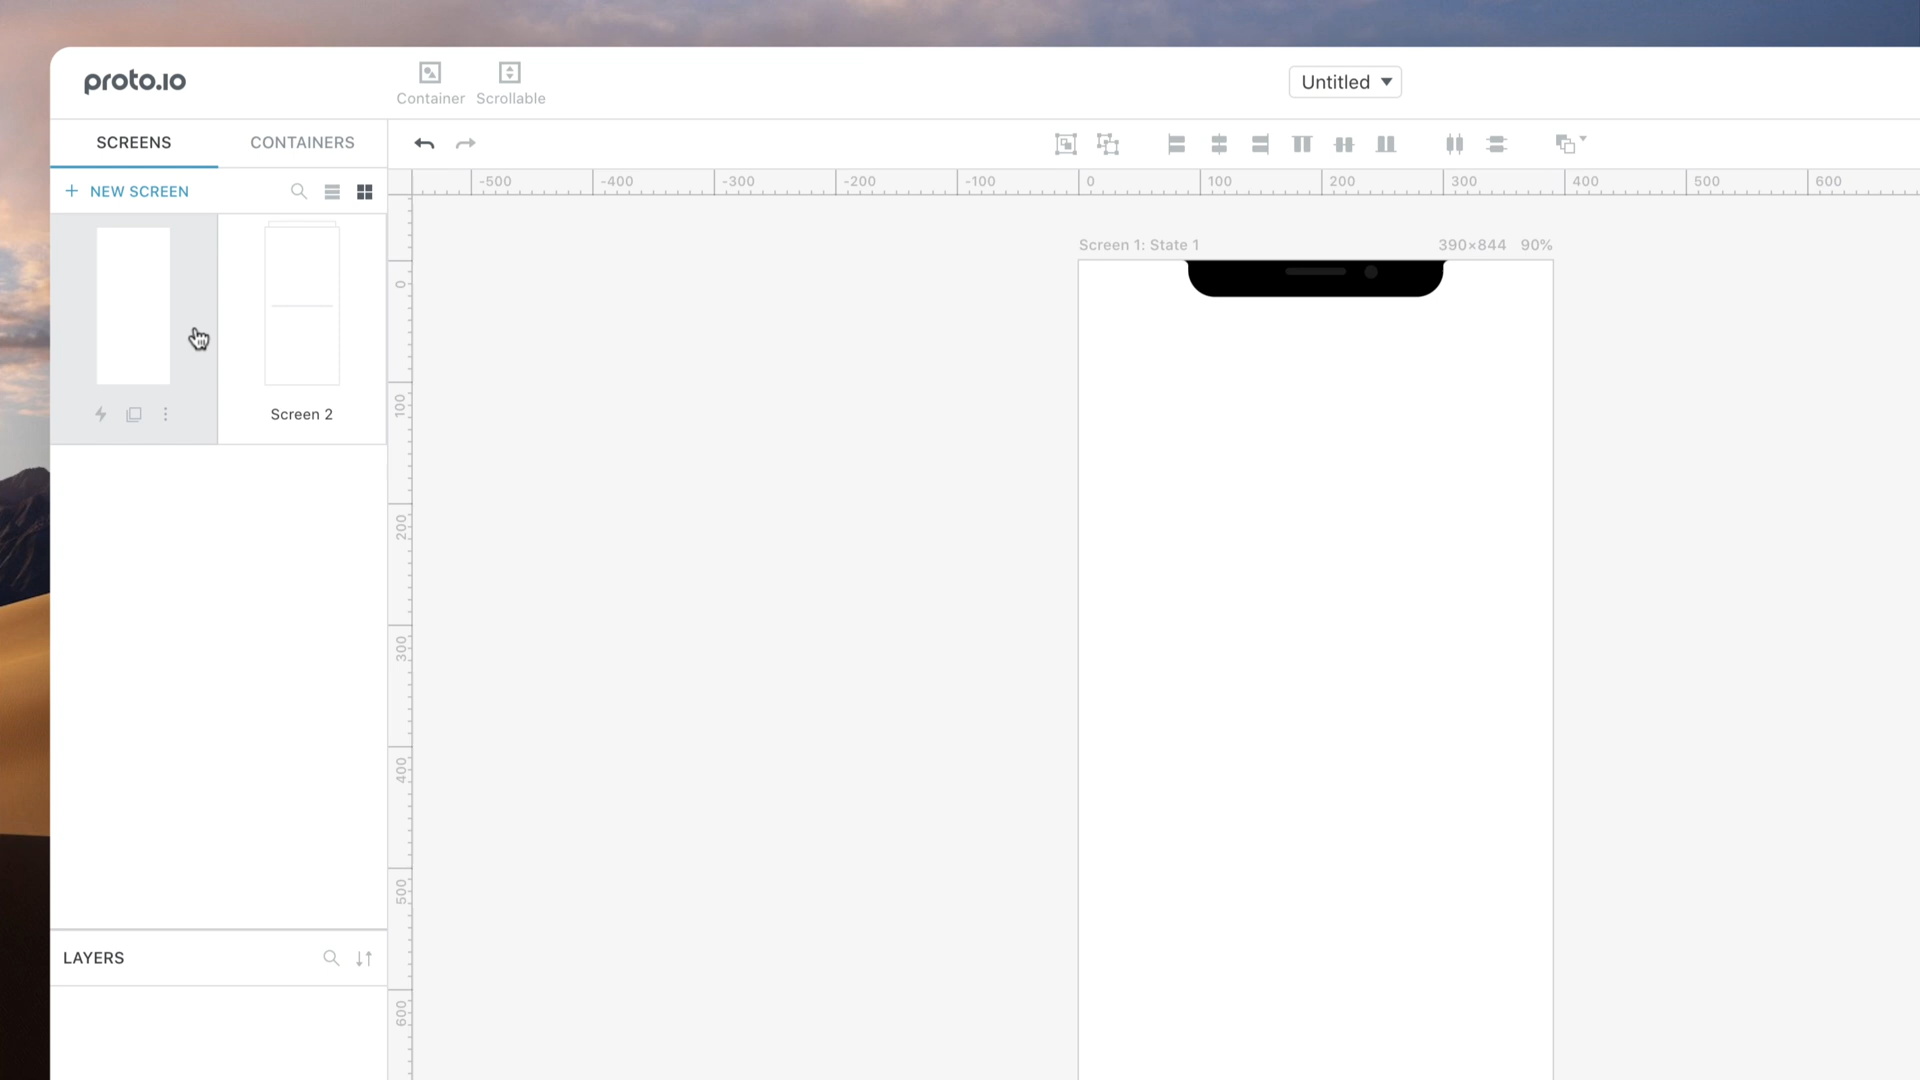 proto.io
Container Scrollable
Untitled
SCREENS CONTAINERS
+ NEW SCREEN
-500 -400 -300 -200 -100 0 100 200 300 400 500 600
Screen 1: State 1 390×844 90%
Screen 2
0
100
200
300
400
500
600
LAYERS